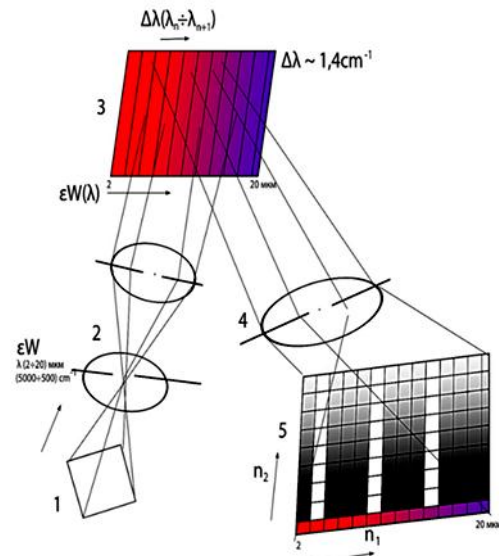 Δλ(λn÷λn+1)
Δλ ~ 1,4cm⁻¹
3
2
20 мкм
εW(λ)
2
4
εW
λ (2÷20) мкм
(5000÷500) cm⁻¹
5
n₂
1
2
n₁
20 мкм